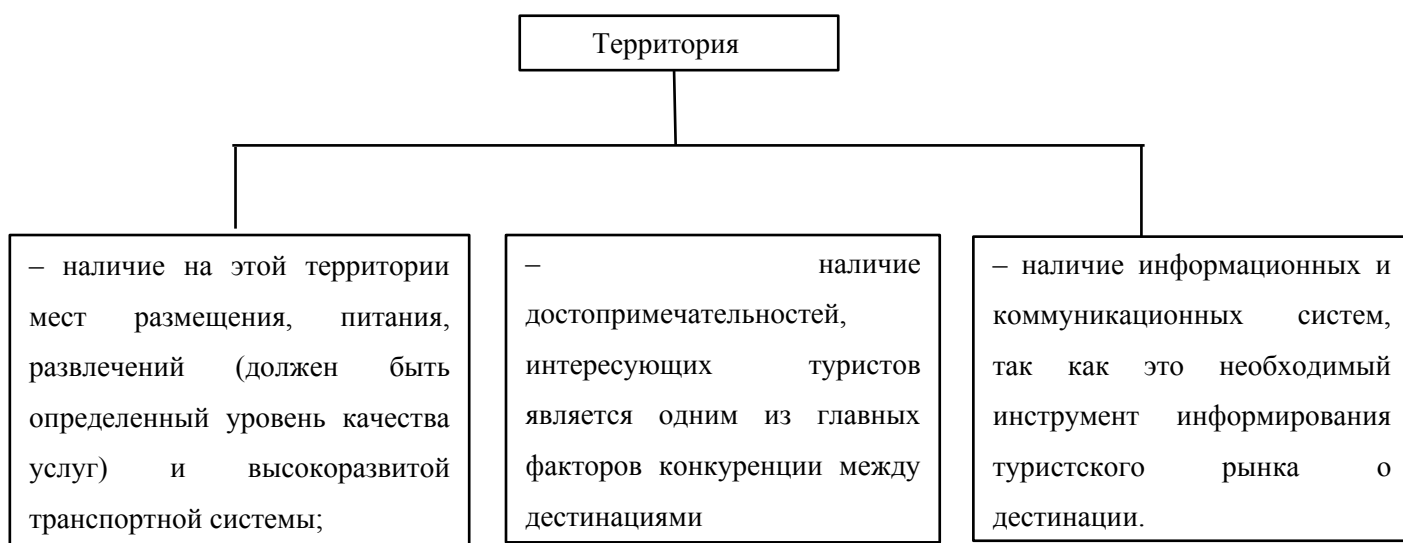 Территория
– наличие на этой территории
мест размещения, питания,
развлечений (должен быть
определенный уровень качества
услуг) и высокоразвитой
транспортной системы;
– наличие
достопримечательностей,
интересующих туристов
является одним из главных
факторов конкуренции между
дестинациями
– наличие информационных и
коммуникационных систем,
так как это необходимый
инструмент информирования
туристского рынка о
дестинации.